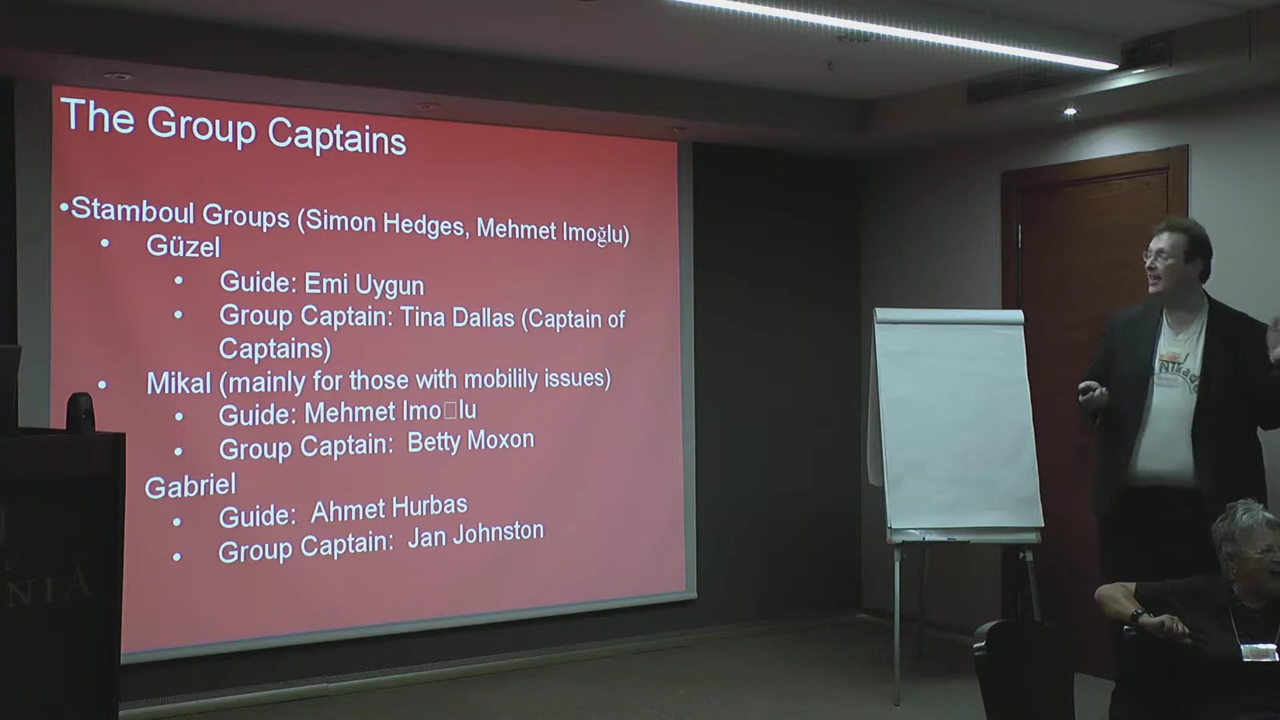 The Group Captains
•Stamboul Groups (Simon Hedges, Mehmet Imoğlu)
• Güzel
• Guide: Emi Uygun
• Group Captain: Tina Dallas (Captain of
Captains)
• Mikal (mainly for those with mobilily issues)
• Guide: Mehmet Imo□lu
• Group Captain: Betty Moxon
Gabriel
• Guide: Ahmet Hurbas
• Group Captain: Jan Johnston